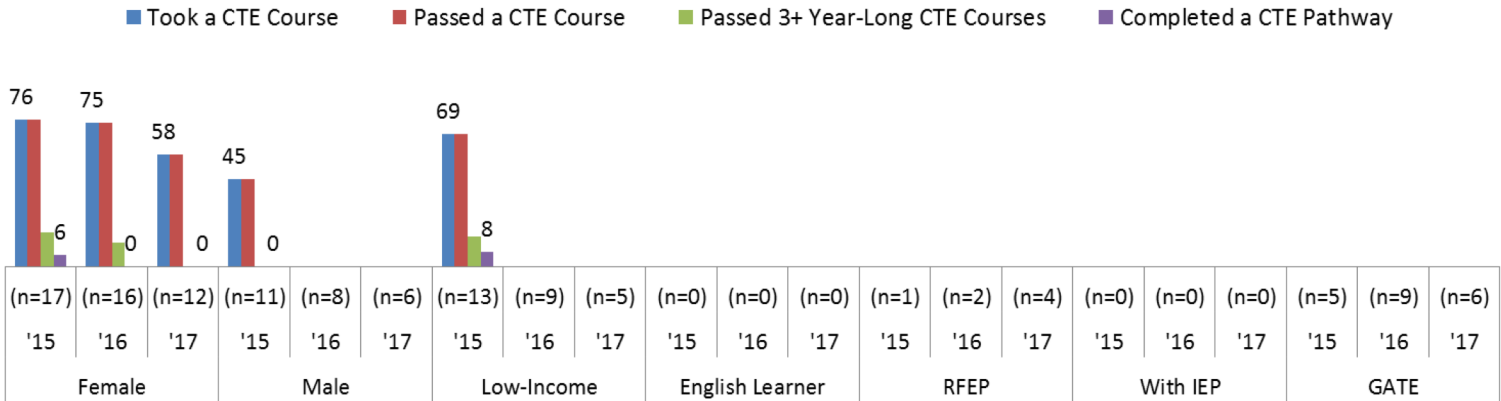 Took a CTE Course Passed a CTE Course Passed 3+ Year-Long CTE Courses Completed a CTE Pathway
76 75 58 45 69
6 0 0 0 8
(n=17) (n=16) (n=12) (n=11) (n=8) (n=6) (n=13) (n=9) (n=5) (n=0) (n=0) (n=0) (n=1) (n=2) (n=4) (n=0) (n=0) (n=0) (n=5) (n=9) (n=6)
'15 '16 '17 '15 '16 '17 '15 '16 '17 '15 '16 '17 '15 '16 '17 '15 '16 '17 '15 '16 '17
Female Male Low-Income English Learner RFEP With IEP GATE